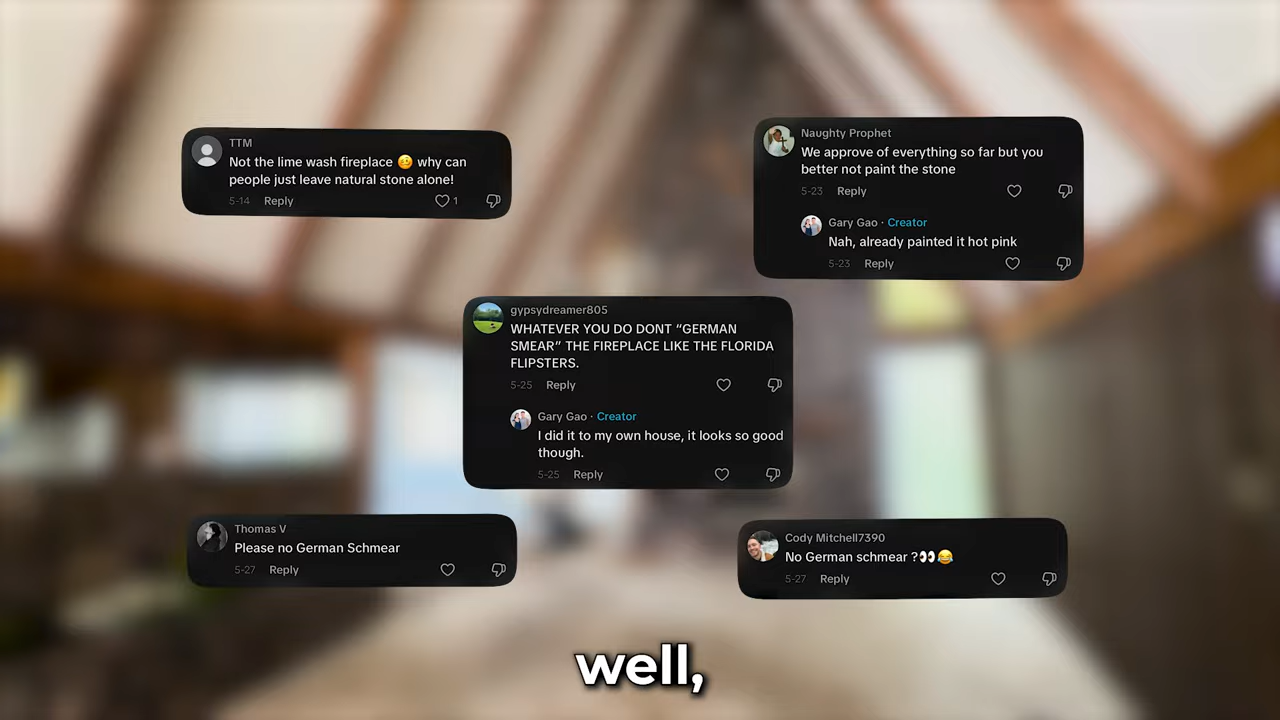 TTM
Not the lime wash fireplace 🥴 why can
people just leave natural stone alone!
5-14 Reply 1
Naughty Prophet
We approve of everything so far but you
better not paint the stone
5-23 Reply
Gary Gao · Creator
Nah, already painted it hot pink
5-23 Reply
gypsydreamer805
WHATEVER YOU DO DONT “GERMAN
SMEAR” THE FIREPLACE LIKE THE FLORIDA
FLIPSTERS.
5-25 Reply
Gary Gao · Creator
I did it to my own house, it looks so good
though.
5-25 Reply
Thomas V
Please no German Schmear
5-27 Reply
Cody Mitchell7390
No German schmear ?👀😂
5-27 Reply
well,